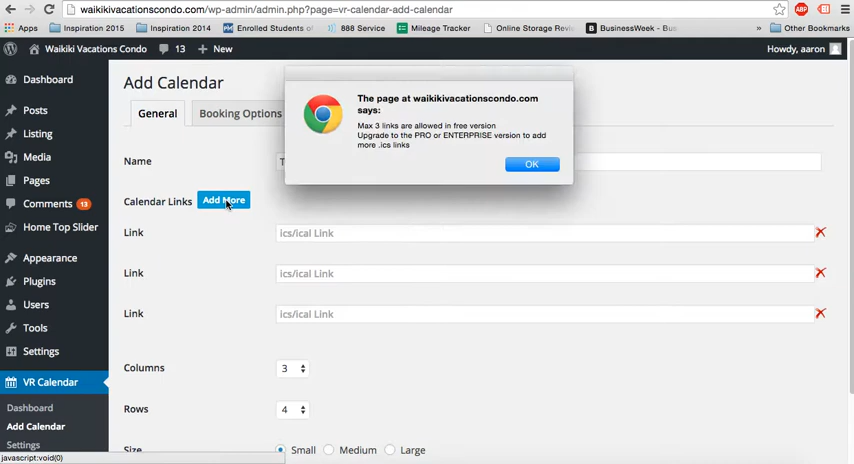 waikikivacationscondo.com/wp-admin/admin.php?page=vr-calendar-add-calendar
ABP
Apps Inspiration 2015 Inspiration 2014 Enrolled Students of 888 Service Mileage Tracker Online Storage Revie B BusinessWeek - Bus » Other Bookmarks
Waikiki Vacations Condo 13 + New Howdy, aaron
Dashboard
Posts
Listing
Media
Pages
Comments 13
Home Top Slider
Appearance
Plugins
Users
Tools
Settings
VR Calendar
Dashboard
Add Calendar
Settings
javascript:void(0)
Add Calendar
General Booking Options
The page at waikikivacationscondo.com
says:
Max 3 links are allowed in free version
Upgrade to the PRO or ENTERPRISE version to add
more .ics links
OK
Name T
Calendar Links Add More
Link ics/ical Link
Link ics/ical Link
Link ics/ical Link
Columns 3
Rows 4
Size Small Medium Large